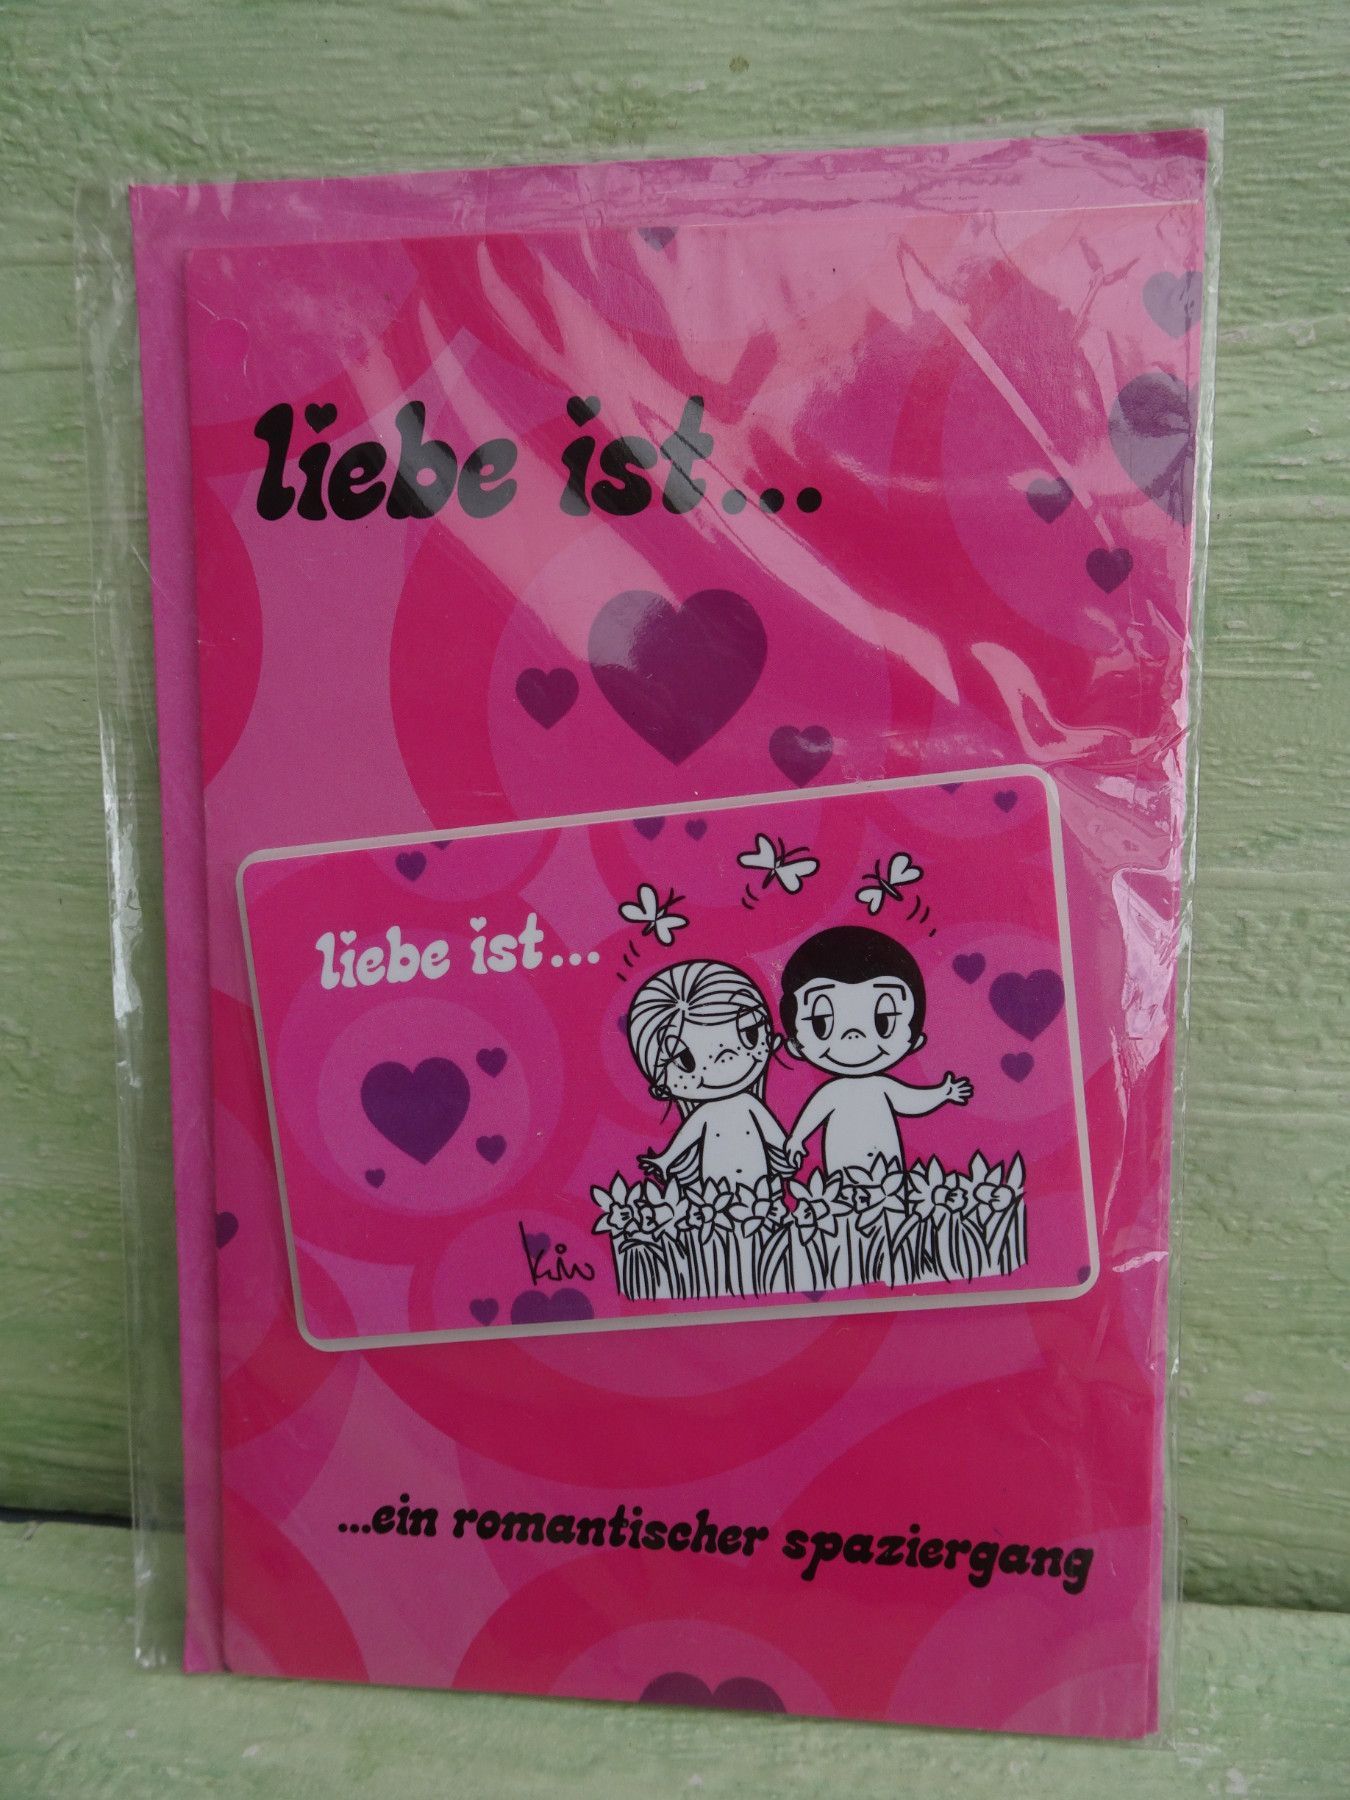 liebe ist...
liebe ist...
kim
...ein romantischer spaziergang